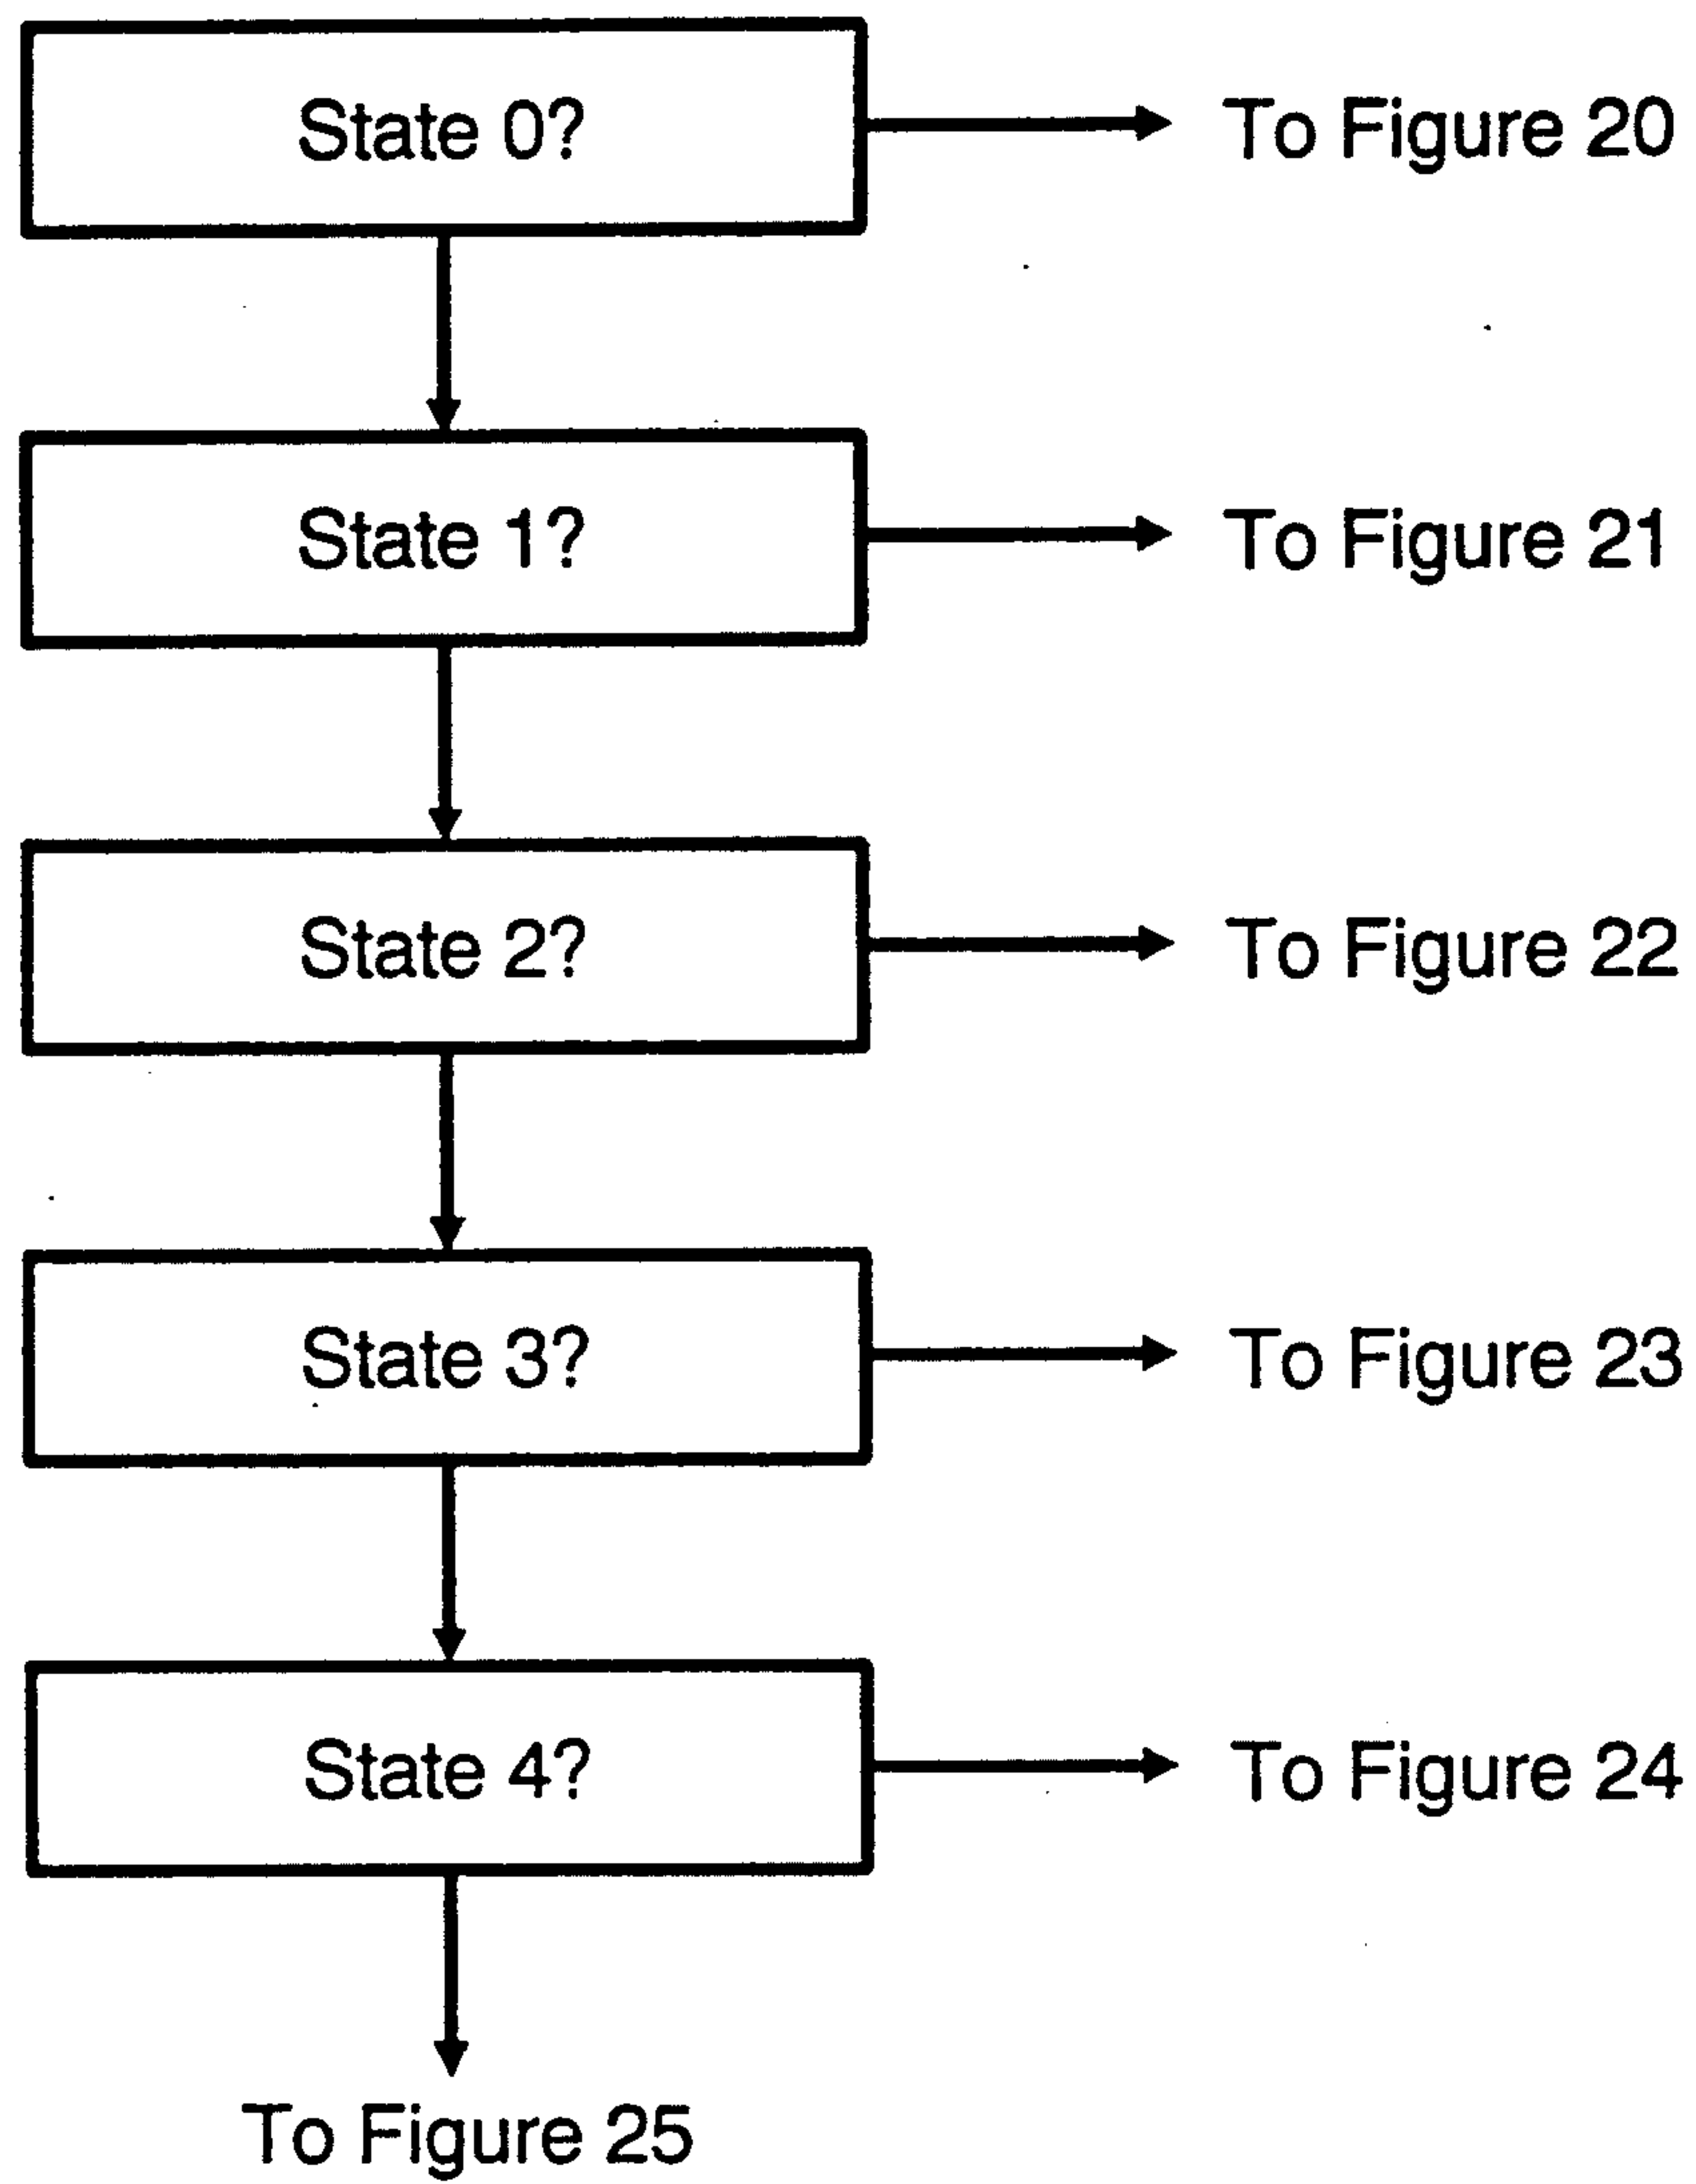 State 0?
To Figure 20
State 1?
To Figure 21
State 2?
To Figure 22
State 3?
To Figure 23
State 4?
To Figure 24
To Figure 25